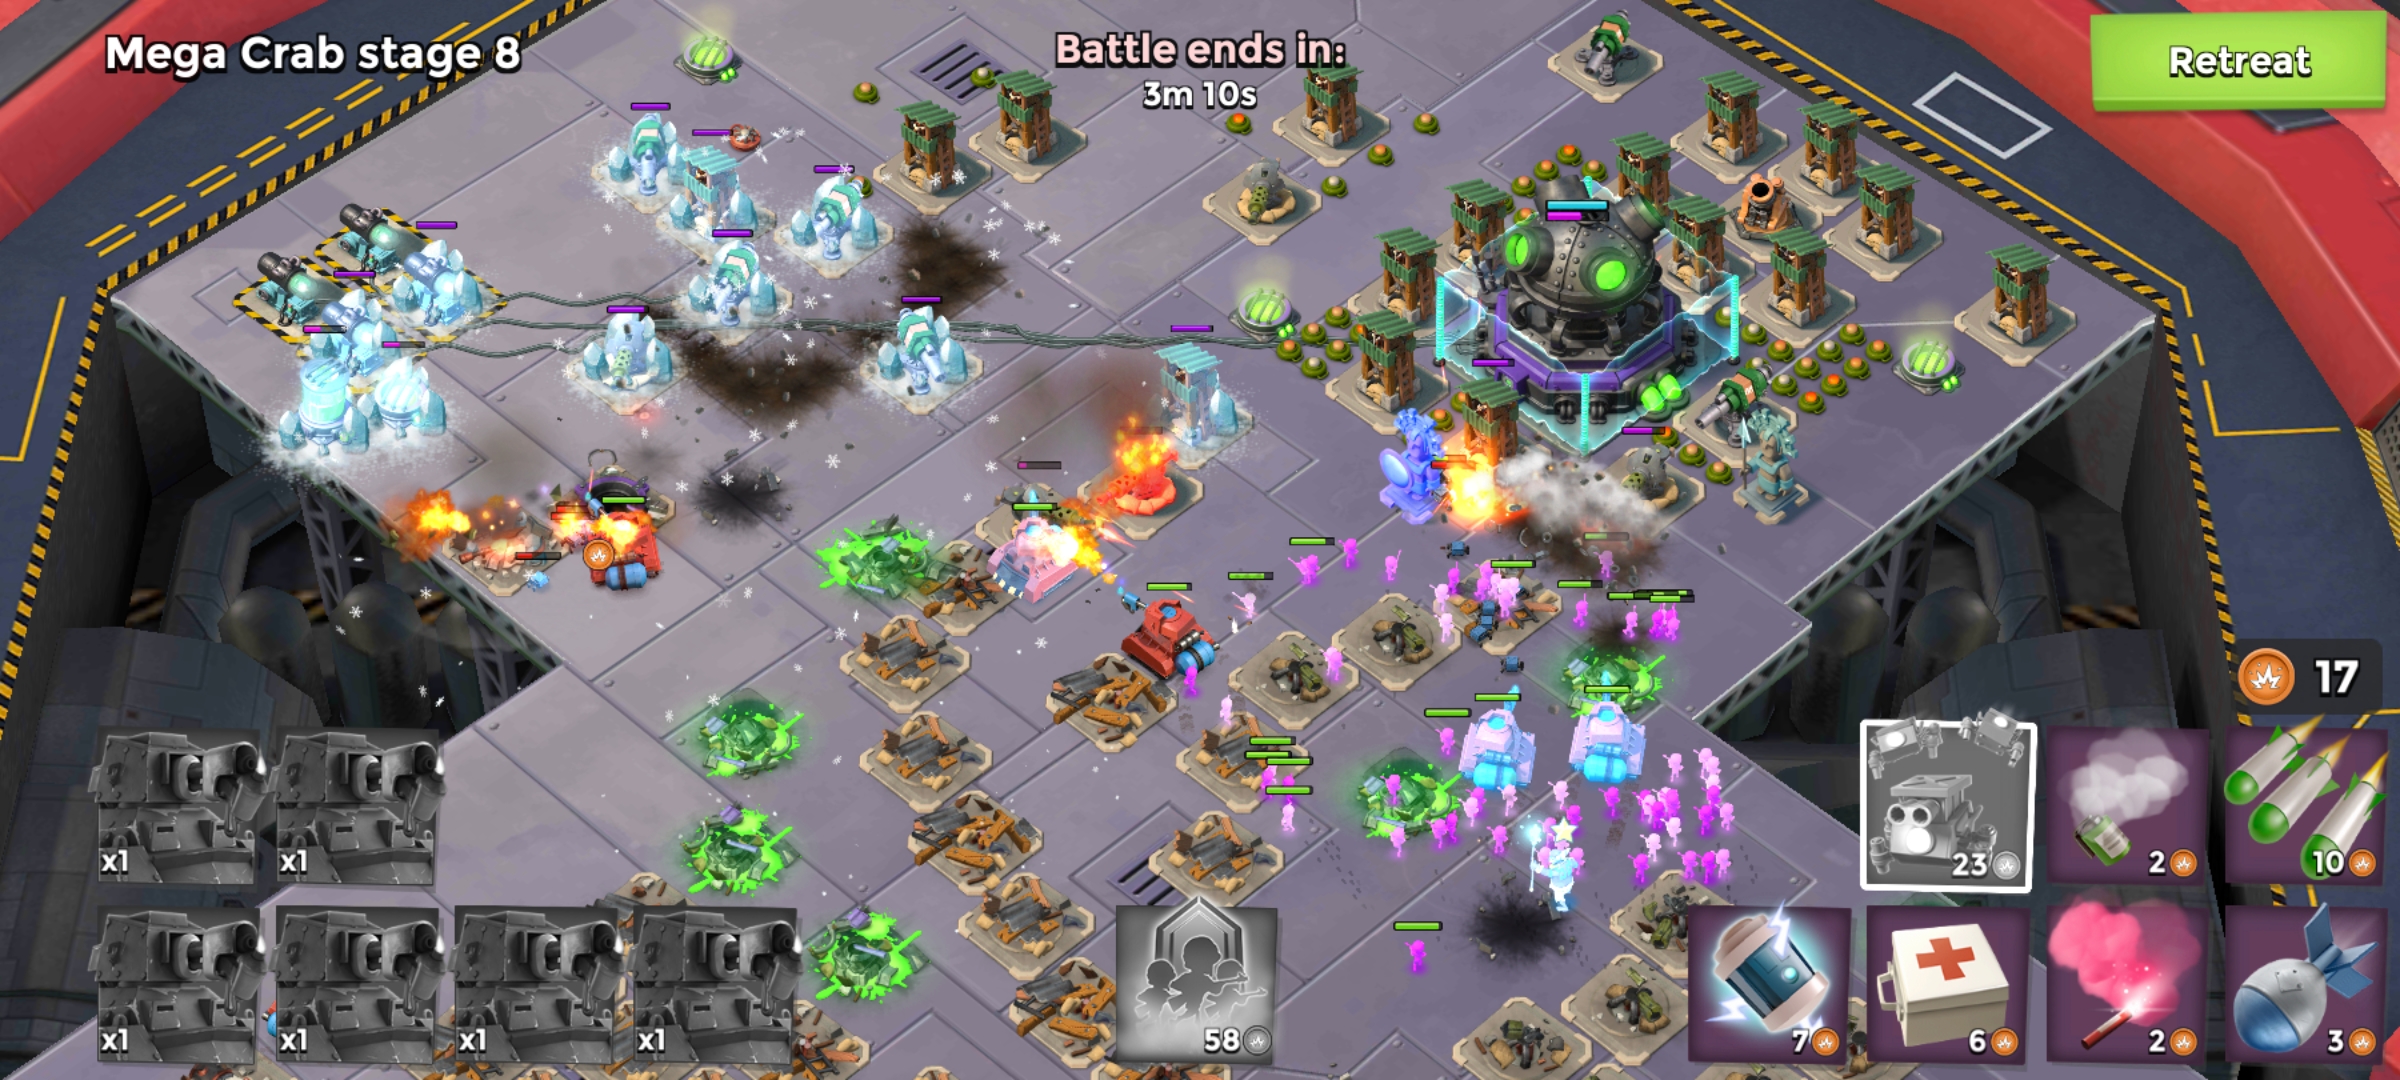 Mega Crab stage 8
Battle ends in:
3m 10s
Retreat
17
x1
x1
23
2
10
x1
x1
x1
x1
58
7
6
2
3